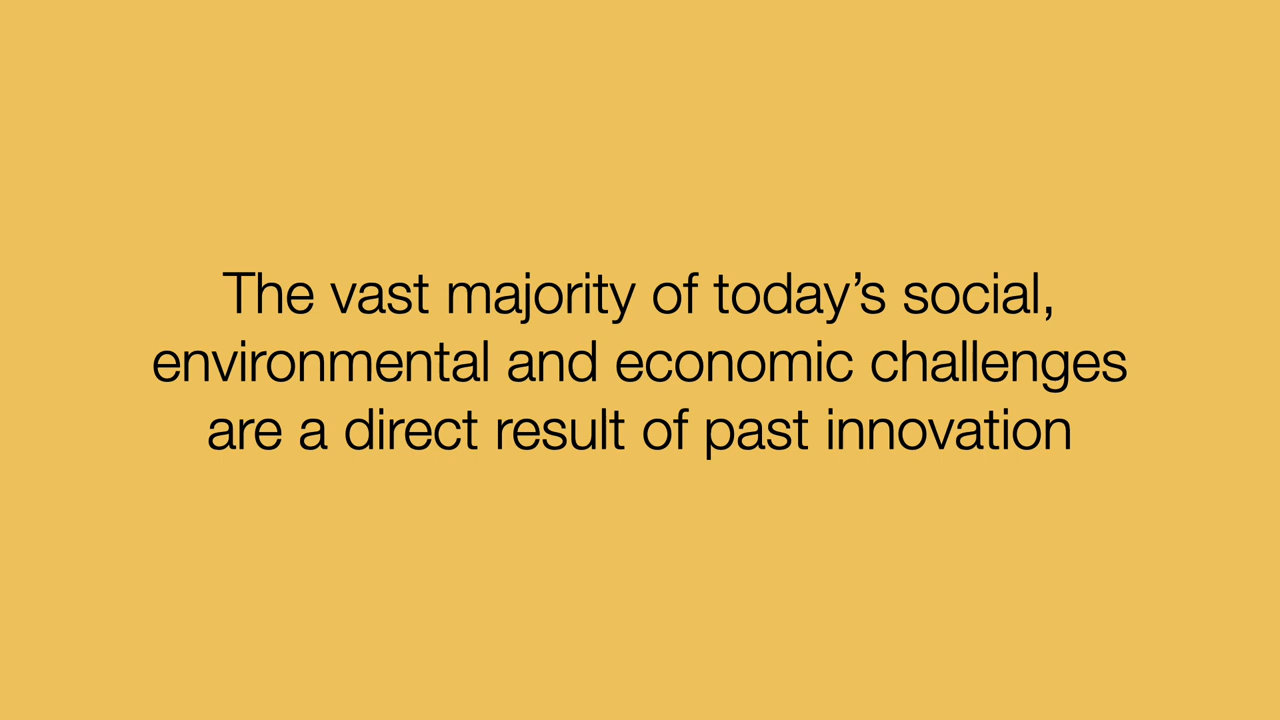 The vast majority of today’s social,
environmental and economic challenges
are a direct result of past innovation